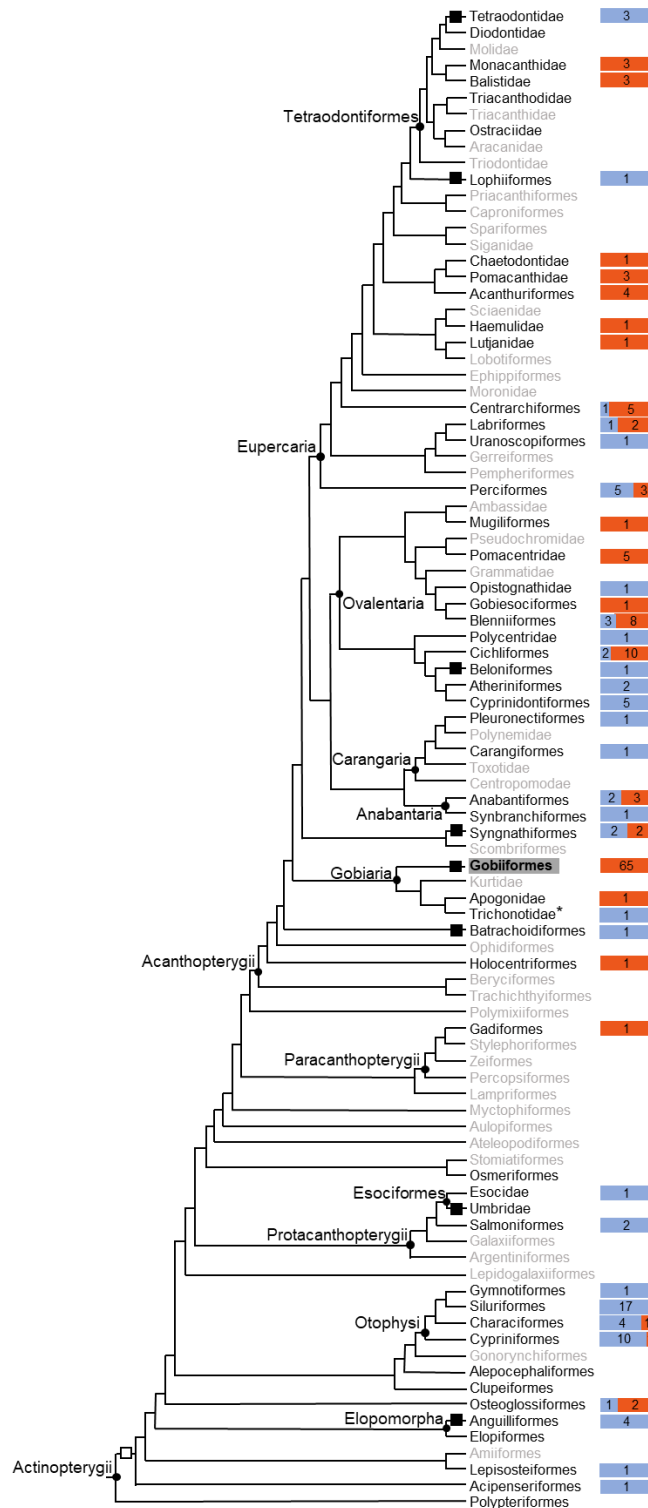 Tetraodontidae 3
Diodontidae
Molidae
Monacanthidae 3
Balistidae 3
Triacanthodidae
Tetraodontiformes Triacanthidae
Ostraciidae
Aracanidae
Triodontidae
Lophiiformes 1
Priacanthiformes
Caproniformes
Spariformes
Siganidae
Chaetodontidae 1
Pomacanthidae 3
Acanthuriformes 4
Sciaenidae
Haemulidae 1
Lutjanidae 1
Lobotiformes
Ephippiformes
Moronidae
Centrarchiformes 1 5
Labriformes 1 2
Eupercaria Uranoscopiformes 1
Gerreiformes
Pempheriformes
Perciformes 5 3
Ambassidae
Mugiliformes 1
Pseudochromidae
Pomacentridae 5
Grammatidae
Opistognathidae 1
Ovalentaria Gobiesociformes 1
Blenniiformes 3 8
Polycentridae 1
Cichliformes 2 10
Beloniformes 1
Atheriniformes 2
Cyprinidontiformes 5
Pleuronectiformes 1
Polynemidae
Carangaria Carangiformes 1
Toxotidae
Centropomodae
Anabantiformes 2 3
Anabantaria Synbranchiformes 1
Syngnathiformes 2 2
Scombriformes
Gobiiformes 65
Gobiaria Kurtidae
Apogonidae 1
Trichonotidae* 1
Batrachoidiformes 1
Ophidiformes
Acanthopterygii Holocentriformes 1
Beryciformes
Trachichthyiformes
Polymixiiformes
Gadiformes 1
Stylephoriformes
Paracanthopterygii Zeiformes
Percopsiformes
Lampriformes
Myctophiformes
Aulopiformes
Ateleopodiformes
Stomiatiformes
Osmeriformes
Esociformes Esocidae 1
Umbridae
Salmoniformes 2
Protacanthopterygii Galaxiiformes
Argentiniformes
Lepidogalaxiiformes
Gymnotiformes 1
Siluriformes 17
Otophysi Characiformes 4 1
Cypriniformes 10
Gonorynchiformes
Alepocephaliformes
Clupeiformes
Osteoglossiformes 1 2
Elopomorpha Anguilliformes 4
Elopiformes
Amiiformes
Actinopterygii Lepisosteiformes 1
Acipenseriformes 1
Polypteriformes